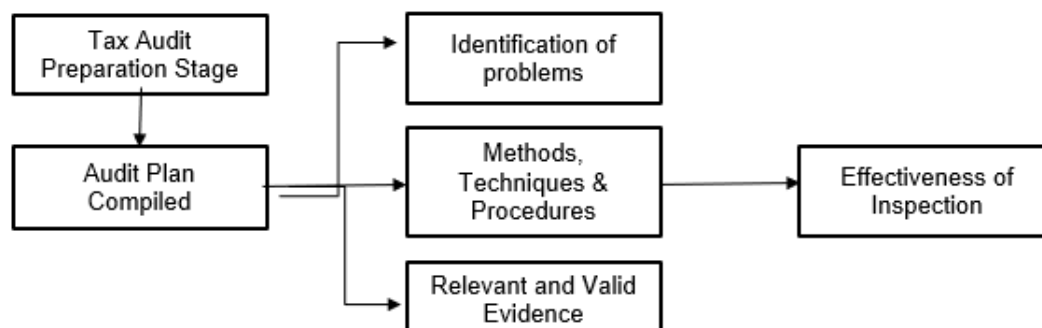 Tax Audit
Preparation Stage
Identification of
problems
Audit Plan
Compiled
Methods,
Techniques &
Procedures
Effectiveness of
Inspection
Relevant and Valid
Evidence